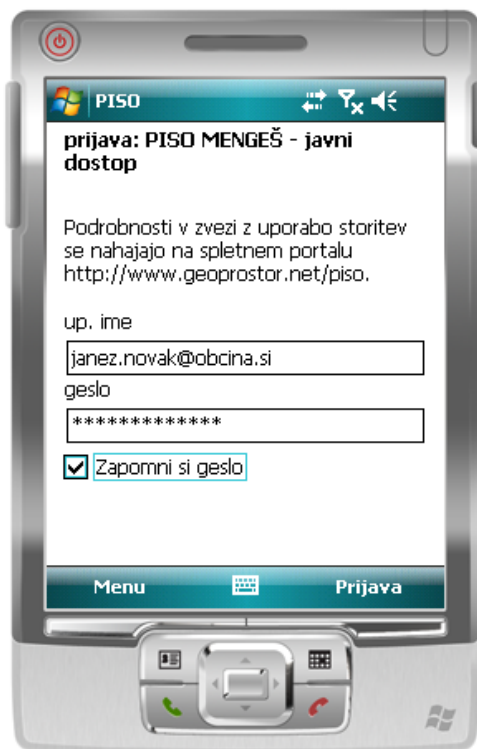 PISO
prijava: PISO MENGEŠ - javni
dostop
Podrobnosti v zvezi z uporabo storitev
se nahajajo na spletnem portalu
http://www.geoprostor.net/piso.
up. ime
janez.novak@obcina.si
geslo
*************
Zapomni si geslo
Menu
Prijava